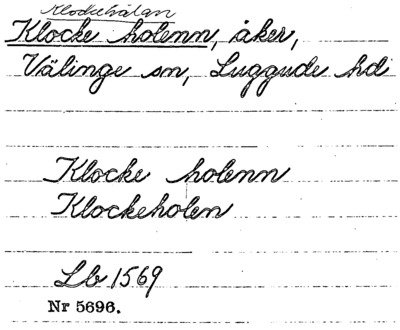 Klockehålan
Klocke holenn, åker,
Välinge sn, Luggude hd
Klocke holenn
Klockeholen
Lb 1569
Nr 5696.